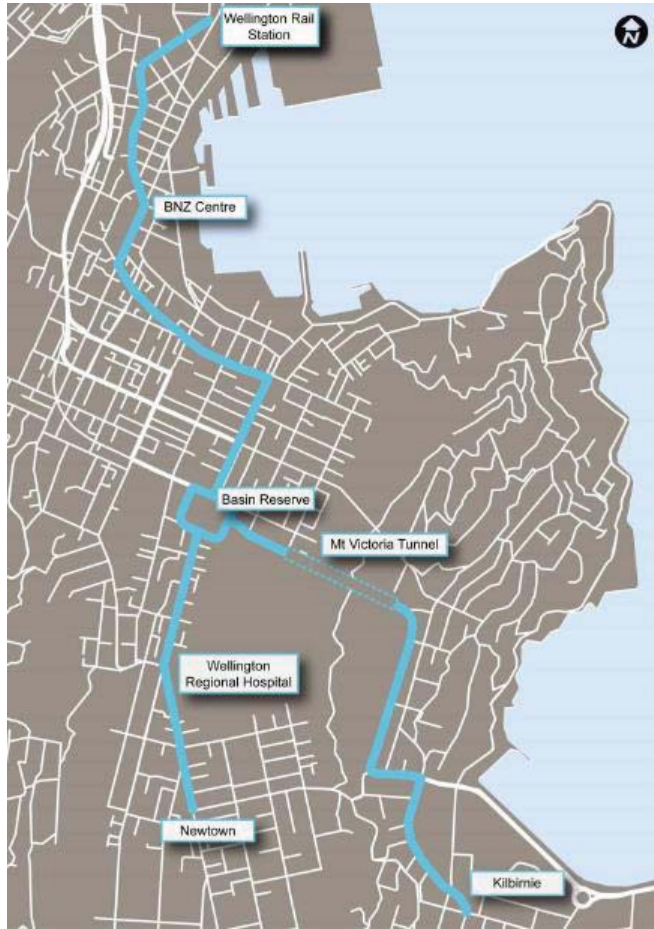 Wellington Rail
Station
N
BNZ Centre
Basin Reserve
Mt Victoria Tunnel
Wellington
Regional Hospital
Newtown
Kilbirnie